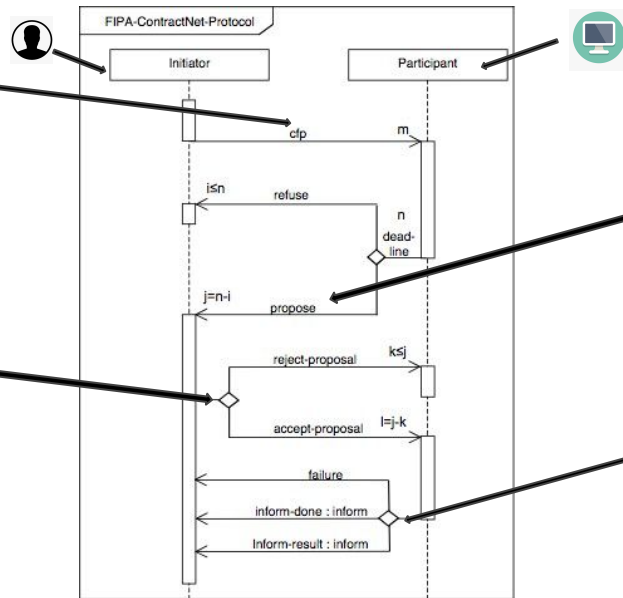 FIPA-ContractNet-Protocol
Initiator
Participant
cfp
m
i≤n
refuse
n
dead-
line
j=n-i
propose
reject-proposal
k≤j
accept-proposal
l=j-k
failure
inform-done : inform
Inform-result : inform